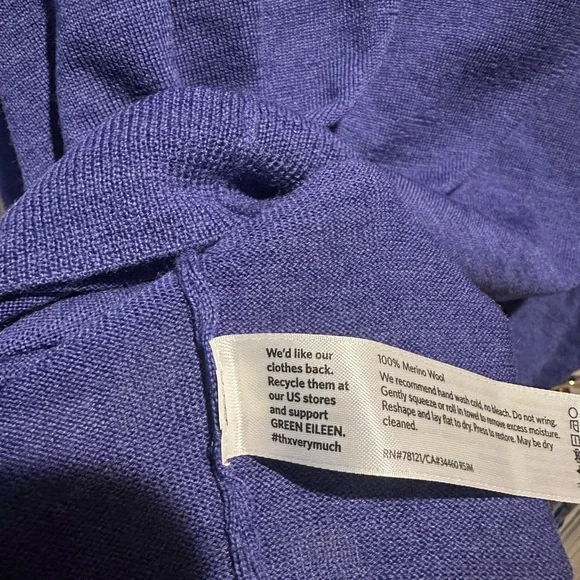 We'd like our
clothes back.
Recycle them at
our US stores
and support
GREEN EILEEN.
#thxverymuch
100% Merino Wool
We recommend hand wash cold, no bleach. Do not wring.
Gently squeeze or roll in towel to remove excess moisture.
Reshape and lay flat to dry. Press to restore. May be dry
cleaned.
RN#78121/CA#34460 RSIM